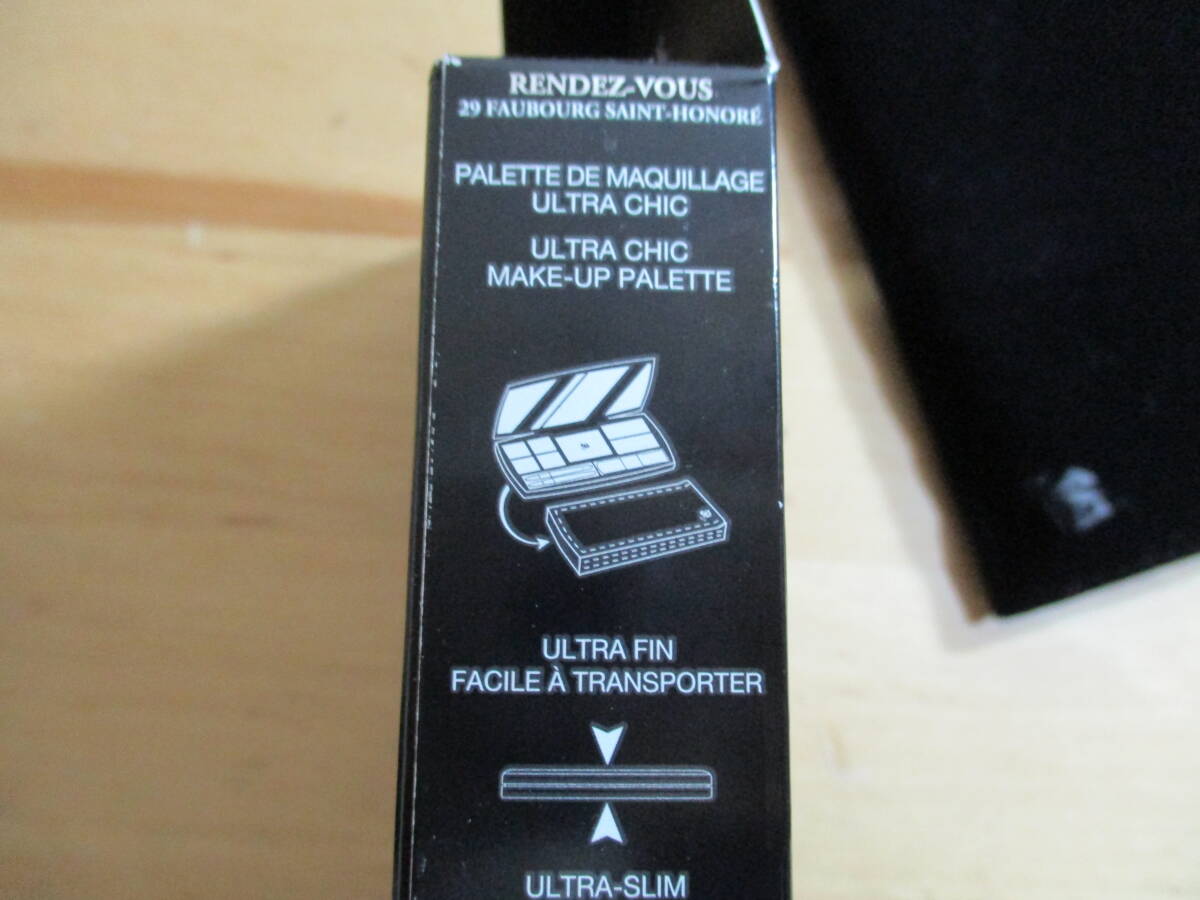 RENDEZ-VOUS
29 FAUBOURG SAINT-HONORÉ
PALETTE DE MAQUILLAGE
ULTRA CHIC
ULTRA CHIC
MAKE-UP PALETTE
ULTRA FIN
FACILE À TRANSPORTER
ULTRA-SLIM